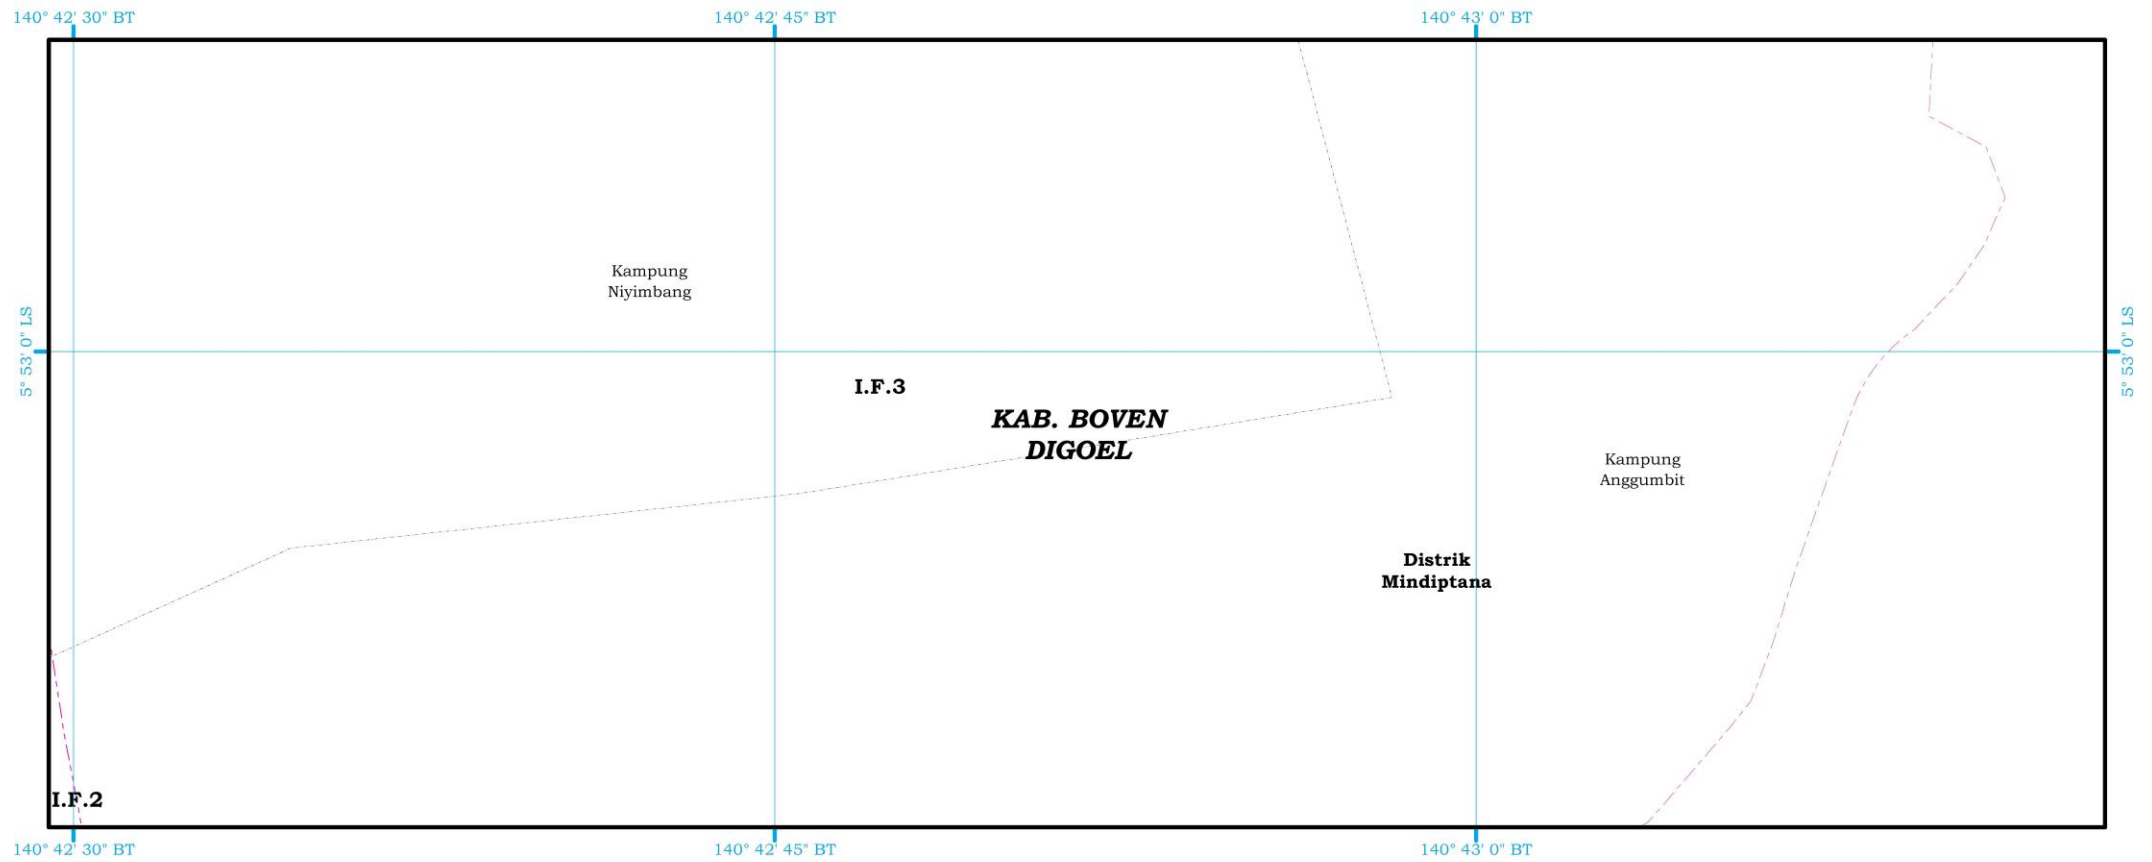 140° 42' 30" BT
140° 42' 45" BT
140° 43' 0" BT
Kampung
Niyimbang
5° 53' 0" LS
5° 53' 0" LS
I.F.3
KAB. BOVEN
DIGOEL
Kampung
Anggumbit
Distrik
Mindiptana
I.F.2
140° 42' 30" BT
140° 42' 45" BT
140° 43' 0" BT